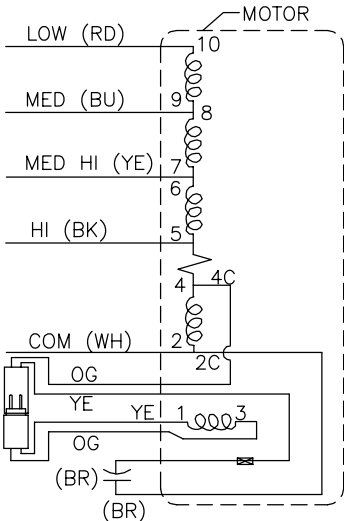 MOTOR
LOW (RD)
10
MED (BU)
9
8
MED HI (YE)
7
6
HI (BK)
5
4
4C
COM (WH)
2
2C
OG
YE
YE
1
3
OG
(BR)
(BR)